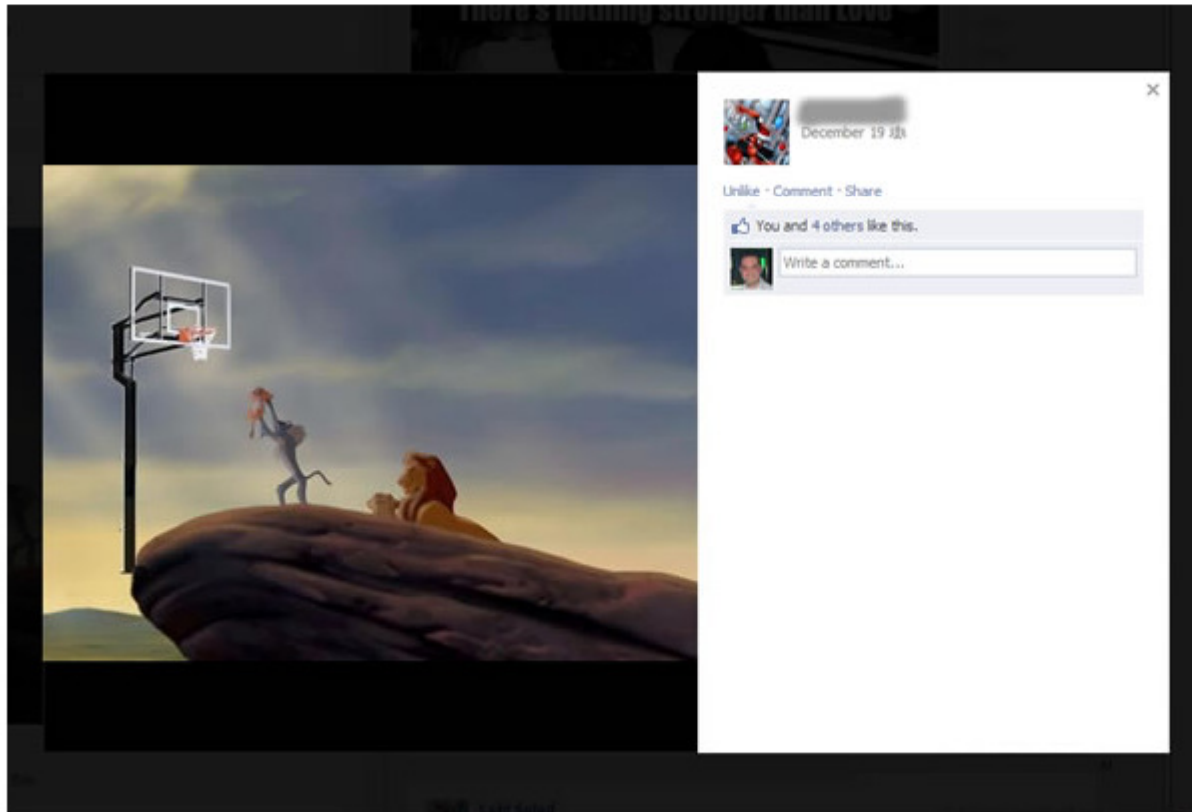 There's nothing stronger than Love
×
December 19
Unlike · Comment · Share
You and 4 others like this.
Write a comment...